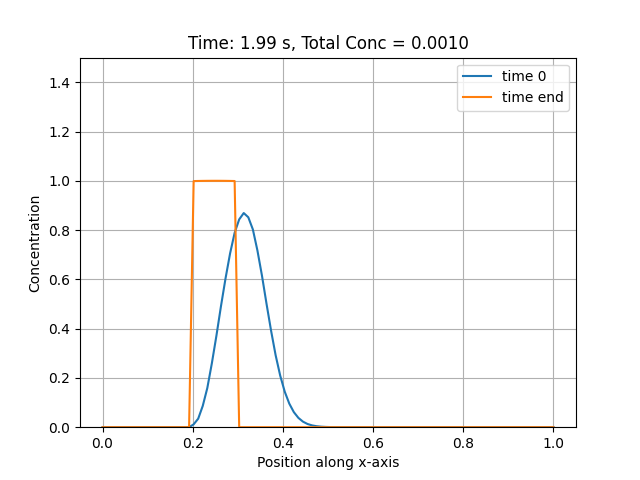 Time: 1.99 s, Total Conc = 0.0010
time 0
time end
1.4
1.2
1.0
0.8
0.6
0.4
0.2
0.0
Concentration
0.0 0.2 0.4 0.6 0.8 1.0
Position along x-axis